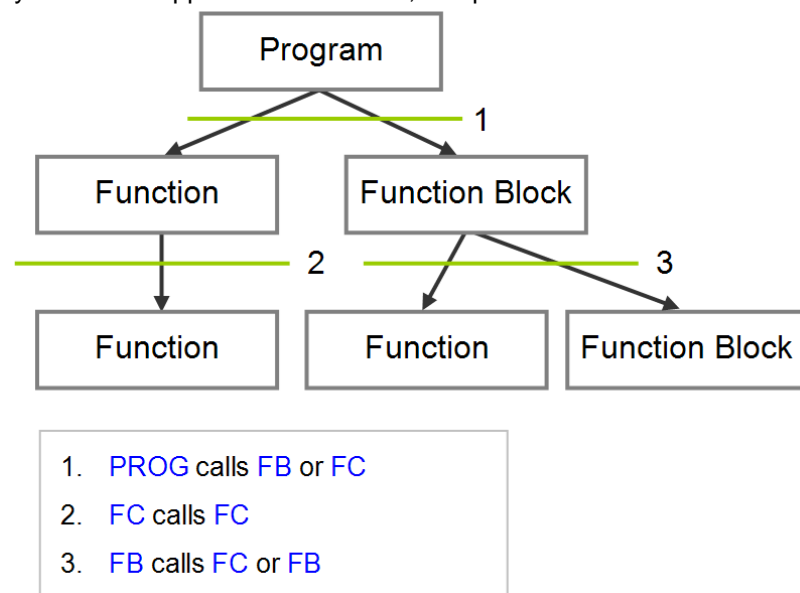 Program
1
Function
Function Block
2
3
Function
Function
Function Block
1. PROG calls FB or FC
2. FC calls FC
3. FB calls FC or FB